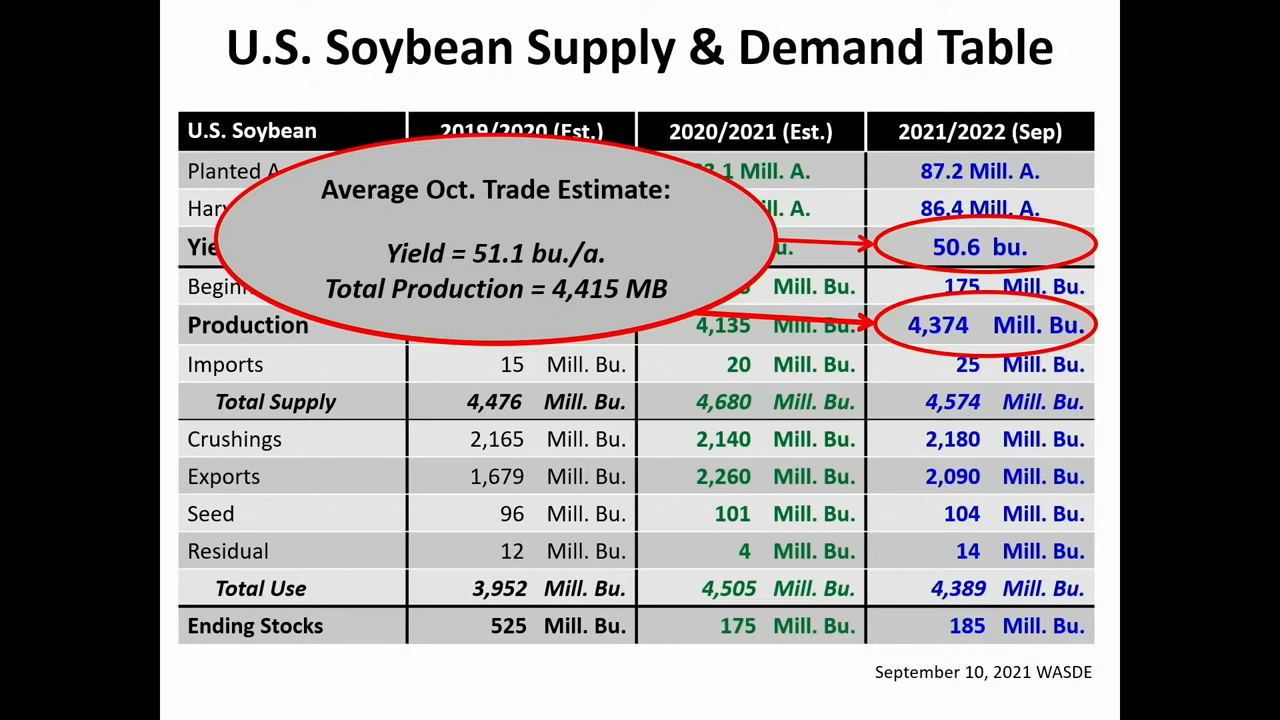 U.S. Soybean Supply & Demand Table
U.S. Soybean 2019/2020 (Est.) 2020/2021 (Est.) 2021/2022 (Sep)
Planted A Mill. A. 87.2 Mill. A.
A. 86.4 Mill. A.
50.6 bu.
Mill. Bu. 175 Mill. Bu.
Average Oct. Trade Estimate:
Yield = 51.1 bu./a.
Total Production = 4,415 MB
Production 4,135 Mill. Bu. 4,374 Mill. Bu.
Imports 15 Mill. Bu. 20 Mill. Bu. 25 Mill. Bu.
Total Supply 4,476 Mill. Bu. 4,680 Mill. Bu. 4,574 Mill. Bu.
Crushings 2,165 Mill. Bu. 2,140 Mill. Bu. 2,180 Mill. Bu.
Exports 1,679 Mill. Bu. 2,260 Mill. Bu. 2,090 Mill. Bu.
Seed 96 Mill. Bu. 101 Mill. Bu. 104 Mill. Bu.
Residual 12 Mill. Bu. 4 Mill. Bu. 14 Mill. Bu.
Total Use 3,952 Mill. Bu. 4,505 Mill. Bu. 4,389 Mill. Bu.
Ending Stocks 525 Mill. Bu. 175 Mill. Bu. 185 Mill. Bu.
September 10, 2021 WASDE